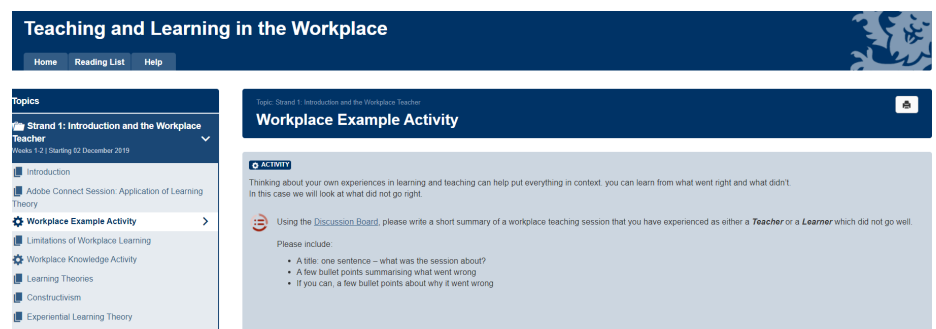 Teaching and Learning in the Workplace
Home Reading List Help
Topics
Strand 1: Introduction and the Workplace
Teacher
Weeks 1-2 | Starting 02 December 2019
Introduction
Adobe Connect Session: Application of Learning
Theory
Workplace Example Activity
Limitations of Workplace Learning
Workplace Knowledge Activity
Learning Theories
Constructivism
Experiential Learning Theory
Topic: Strand 1: Introduction and the Workplace Teacher
Workplace Example Activity
ACTIVITY
Thinking about your own experiences in learning and teaching can help put everything in context. you can learn from what went right and what didn't.
In this case we will look at what did not go right.
Using the Discussion Board, please write a short summary of a workplace teaching session that you have experienced as either a Teacher or a Learner which did not go well.
Please include:
• A title: one sentence – what was the session about?
• A few bullet points summarising what went wrong
• If you can, a few bullet points about why it went wrong